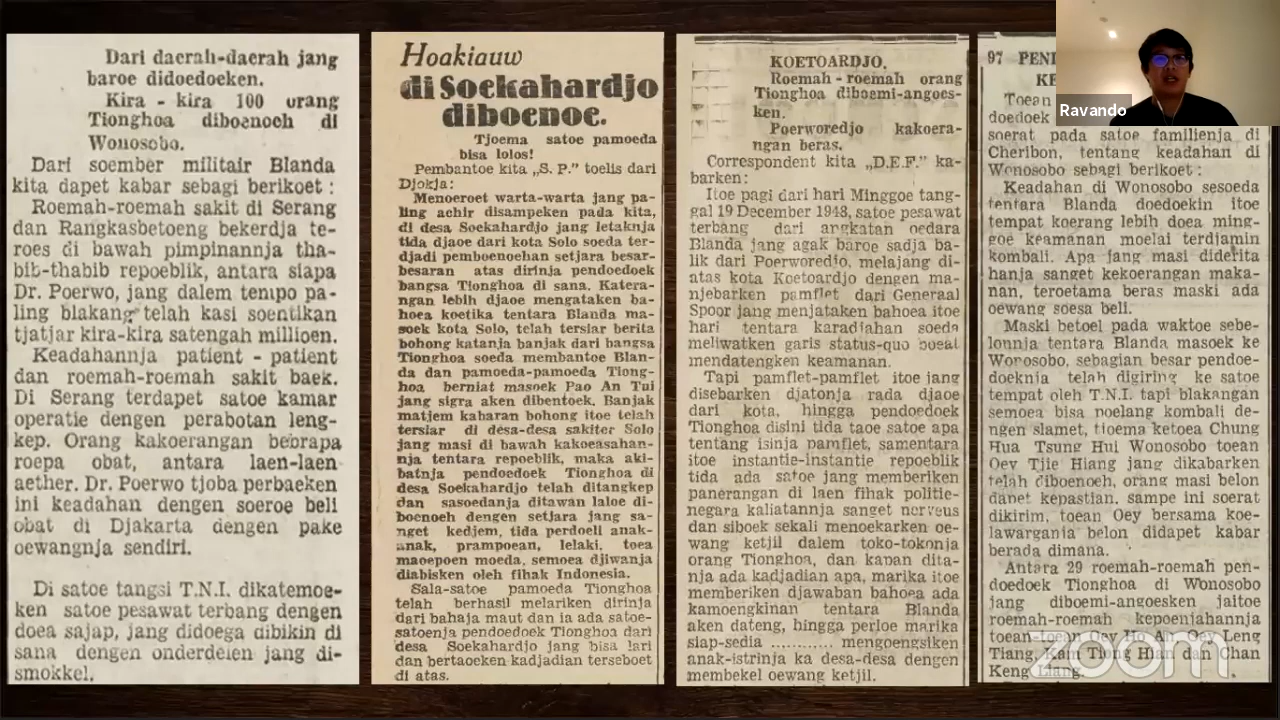 Dari daerah-daerah jang
baroe didoedoeken.
Kira - kira 100 orang
Tionghoa diboenoeh di
Wonosobo.
Dari soember militair Blanda
kita dapet kabar sebagi berikoet :
Roemah-roemah sakit di Serang
dan Rangkasbetoeng bekerdja te-
roes di bawah pimpinannja tha-
bib-thabib repoeblik, antara siapa
Dr. Poerwo, jang dalem tempo pa-
ling blakang telah kasi soentikan
tjatjar kira-kira satengah millioen.
Keadahannja patient - patient
dan roemah-roemah sakit baek.
Di Serang terdapet satoe kamar
operatie dengen perabotan leng-
kep. Orang kakoerangan bebrapa
roepa obat, antara laen-laen
aether. Dr. Poerwo tjoba perbaeken
ini keadahan dengen soeroe beli
obat di Djakarta dengen pake
oewangnja sendiri.
Di satoe tangsi T.N.I. dikatemoe-
ken satoe pesawat terbang dengen
doea sajap, jang didoega dibikin di
sana dengen onderdelen jang di-
smokkel.
Hoakiauw
di Soekahardjo
diboenoe.
Tjoema satoe pamoeda
bisa lolos!
Pembantoe kita „S. P.” toelis dari
Djokja:
Menoeroet warta-warta jang pa-
ling achir disampeken pada kita,
di desa Soekahardjo jang letaknja
tida djaoe dari kota Solo soeda ter-
djadi pemboenoehan setjara besar-
besaran atas dirinja pendoedoek
bangsa Tionghoa di sana. Katera-
ngan lebih djaoe mengataken ba-
hoea koetika tentara Blanda ma-
soek kota Solo, telah tersiar berita
bohong katanja banjak dari bangsa
Tionghoa soeda membantoe Blan-
da dan pamoeda-pamoeda Tiong-
hoa berniat masoek Pao An Tui
jang sigra aken dibentoek. Banjak
matjem kabaran bohong itoe telah
tersiar di desa-desa sakiter Solo
jang masi di bawah kakoeasahan-
nja tentara repoeblik, maka aki-
batnja pendoedoek Tionghoa di
desa Soekahardjo telah ditangkep
dan sasoedanja ditawan laloe di-
boenoeh dengen setjara jang sa-
nget kedjem, tida perdoeli anak-
anak, prampoean, lelaki, toea
maoepoen moeda, semoea djiwanja
diabisken oleh fihak Indonesia.
Sala-satoe pamoeda Tionghoa
telah berhasil melariken dirinja
dari bahaja maut dan ia ada satoe-
satoenja pendoedoek Tionghoa dari
desa Soekahardjo jang bisa lari
dan bertaoeken kadjadian terseboet
di atas.
KOETOARDJO.
Roemah - roemah orang
Tionghoa diboemi-angoes-
ken.
Poerworedjo kakoera-
ngan beras.
Correspondent kita „D.E.F.” ka-
barken:
Itoe pagi dari hari Minggoe tang-
gal 19 December 1948, satoe pesawat
terbang dari angkatan oedara
Blanda jang agak baroe sadja ba-
lik dari Poerworedjo, melajang di-
atas kota Koetoardjo dengen ma-
njebarken pamflet dari Generaal
Spoor jang menjataken bahoea itoe
hari tentara karadjahan soeda
meliwatken garis status-quo boeat
mendatengken keamanan.
Tapi pamflet-pamflet itoe jang
disebarken djatonja rada djaoe
dari kota, hingga pendoedoek
Tionghoa disini tida taoe satoe apa
tentang isinja pamflet, samentara
itoe instantie-instantie repoeblik
tida ada satoe jang memberiken
panerangan di laen fihak politie-
negara kaliatannja sanget nerveus
dan siboek sekali menoekarken oe-
wang ketjil dalem toko-tokonja
orang Tionghoa, dan kapan dita-
nja ada kadjadian apa, marika itoe
memberiken djawaban bahoea ada
kamoengkinan tentara Blanda
aken dateng, hingga perloe marika
siap-sedia ............ mengoengsiken
anak-istrinja ka desa-desa dengen
membekel oewang ketjil.
97 PEN
KE
Toean
doedoek
soerat pada satoe familienja di
Cheribon, tentang keadahan di
Wonosobo sebagi berikoet :
Keadahan di Wonosobo sesoeda
tentara Blanda doedoekin itoe
tempat koerang lebih doea ming-
goe keamanan moelai terdjamin
kombali. Apa jang masi diderita
hanja sanget kekoerangan maka-
nan, teroetama beras maski ada
oewang soesa beli.
Maski betoel pada waktoe sebe-
lonnja tentara Blanda masoek ke
Wonosobo, sebagian besar pendoe-
doeknja telah digiring ke satoe
tempat oleh T.N.I. tapi blakangan
semoea bisa poelang kombali de-
ngen slamet, tjoema ketoea Chung
Hua Tsung Hui Wonosobo toean
Oey Tjie Hiang jang dikabarken
telah diboenoeh, orang masi belon
dapet kepastian. sampe ini soerat
dikirim, toean Oey bersama koe-
lawargania belon didapet kabar
berada dimana.
Antara 29 roemah-roemah pen-
doedoek Tionghoa di Wonosobo
jang diboemi-angoesken jaitoe
roemah-roemah kepoenjahannja
toean-toean Oey Ho An, Oey Leng
Tiang, Kam Tiong Hian dan Chan
Keng Liang.
Ravando
zoom